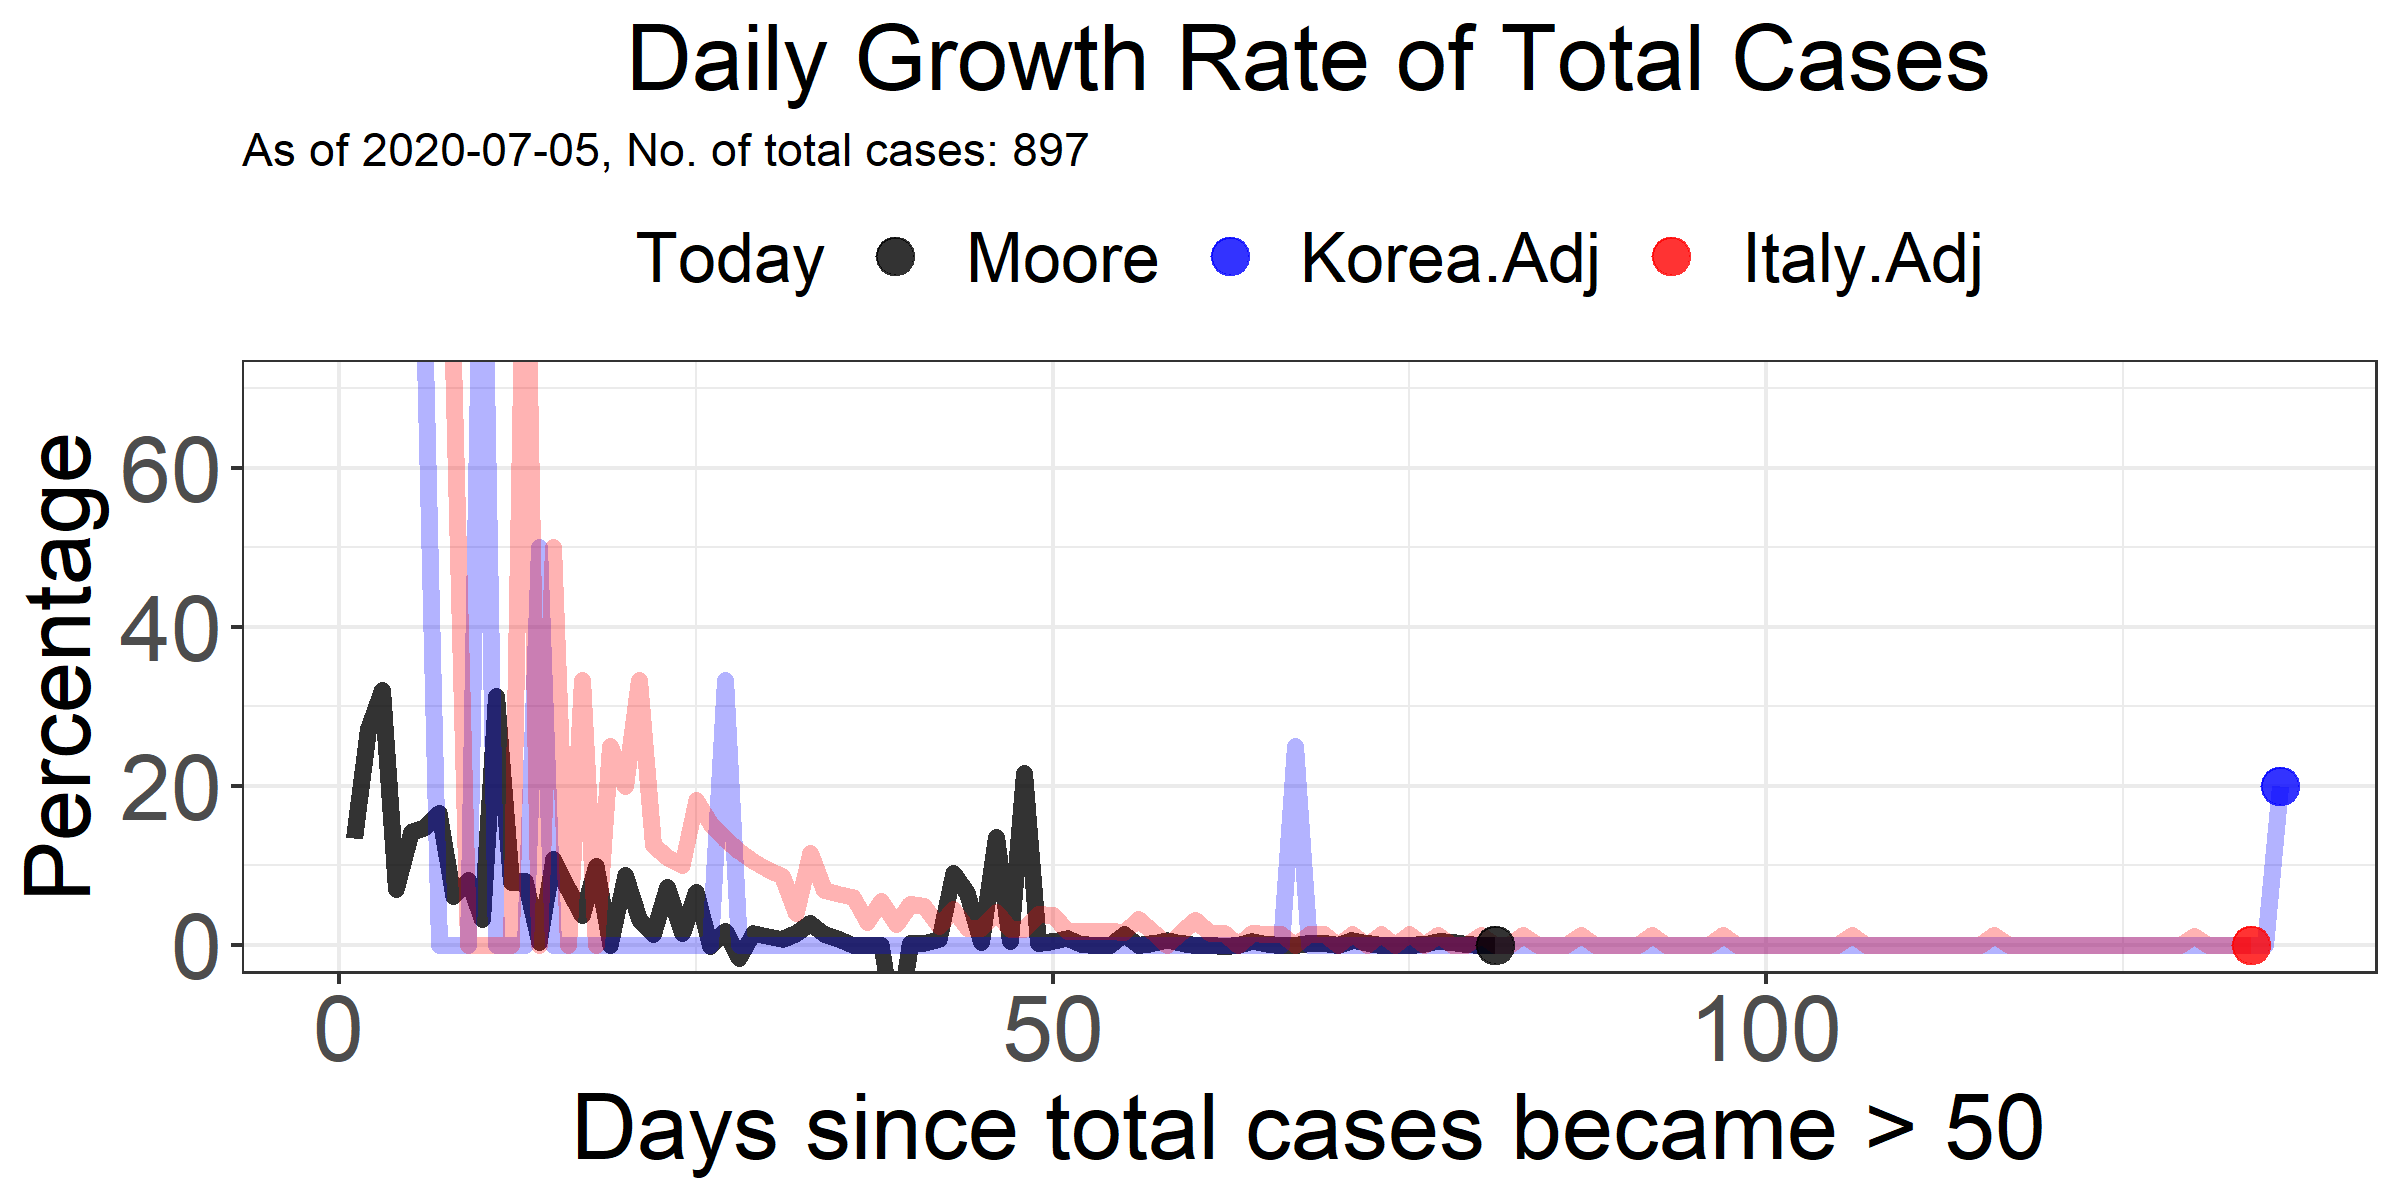 Daily Growth Rate of Total Cases
As of 2020-07-05, No. of total cases: 897
Today Moore Korea.Adj Italy.Adj
Percentage
60
40
20
0
0 50 100
Days since total cases became > 50